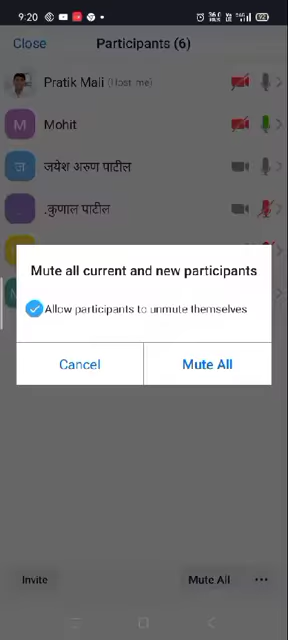 9:20
Close
Participants (6)
Pratik Mali (Host, me)
M
Mohit
ज
जयेश अरुण पाटील
.कुणाल पाटील
Mute all current and new participants
Allow participants to unmute themselves
Cancel
Mute All
Invite
Mute All